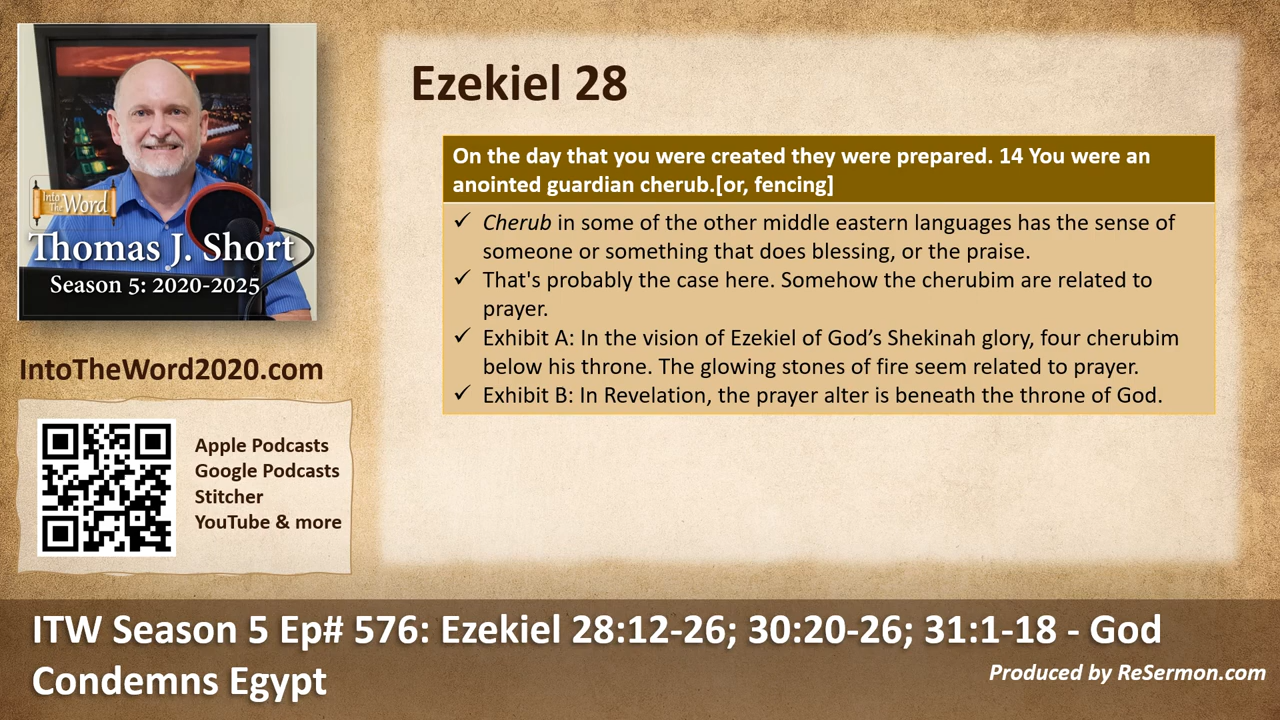 Into
The Word
Thomas J. Short
Season 5: 2020-2025
IntoTheWord2020.com
Apple Podcasts
Google Podcasts
Stitcher
YouTube & more
Ezekiel 28
On the day that you were created they were prepared. 14 You were an
anointed guardian cherub.[or, fencing]
✓ Cherub in some of the other middle eastern languages has the sense of
someone or something that does blessing, or the praise.
✓ That's probably the case here. Somehow the cherubim are related to
prayer.
✓ Exhibit A: In the vision of Ezekiel of God’s Shekinah glory, four cherubim
below his throne. The glowing stones of fire seem related to prayer.
✓ Exhibit B: In Revelation, the prayer alter is beneath the throne of God.
ITW Season 5 Ep# 576: Ezekiel 28:12-26; 30:20-26; 31:1-18 - God
Condemns Egypt
Produced by ReSermon.com